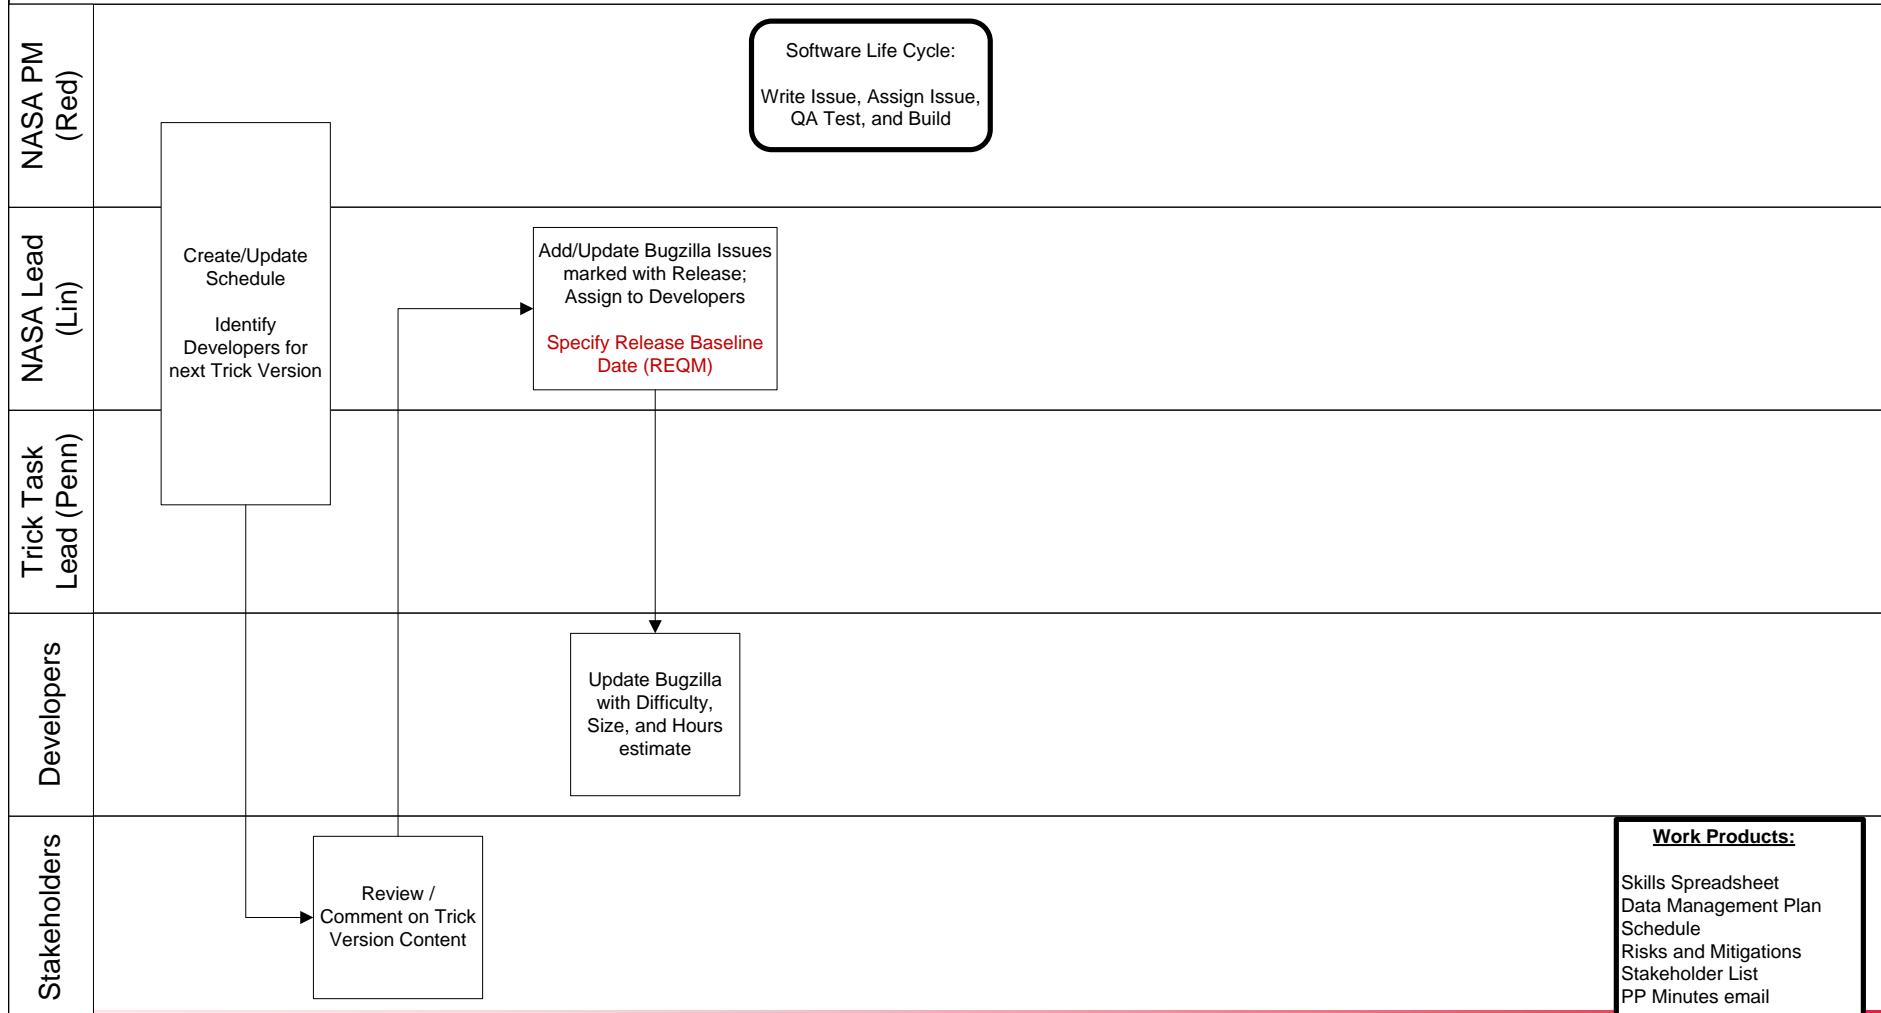 NASA PM
(Red)
Software Life Cycle:
Write Issue, Assign Issue,
QA Test, and Build
NASA Lead
(Lin)
Create/Update
Schedule
Identify
Developers for
next Trick Version
Add/Update Bugzilla Issues
marked with Release;
Assign to Developers
Specify Release Baseline
Date (REQM)
Trick Task
Lead (Penn)
Developers
Update Bugzilla
with Difficulty,
Size, and Hours
estimate
Stakeholders
Review /
Comment on Trick
Version Content
Work Products:
Skills Spreadsheet
Data Management Plan
Schedule
Risks and Mitigations
Stakeholder List
PP Minutes email